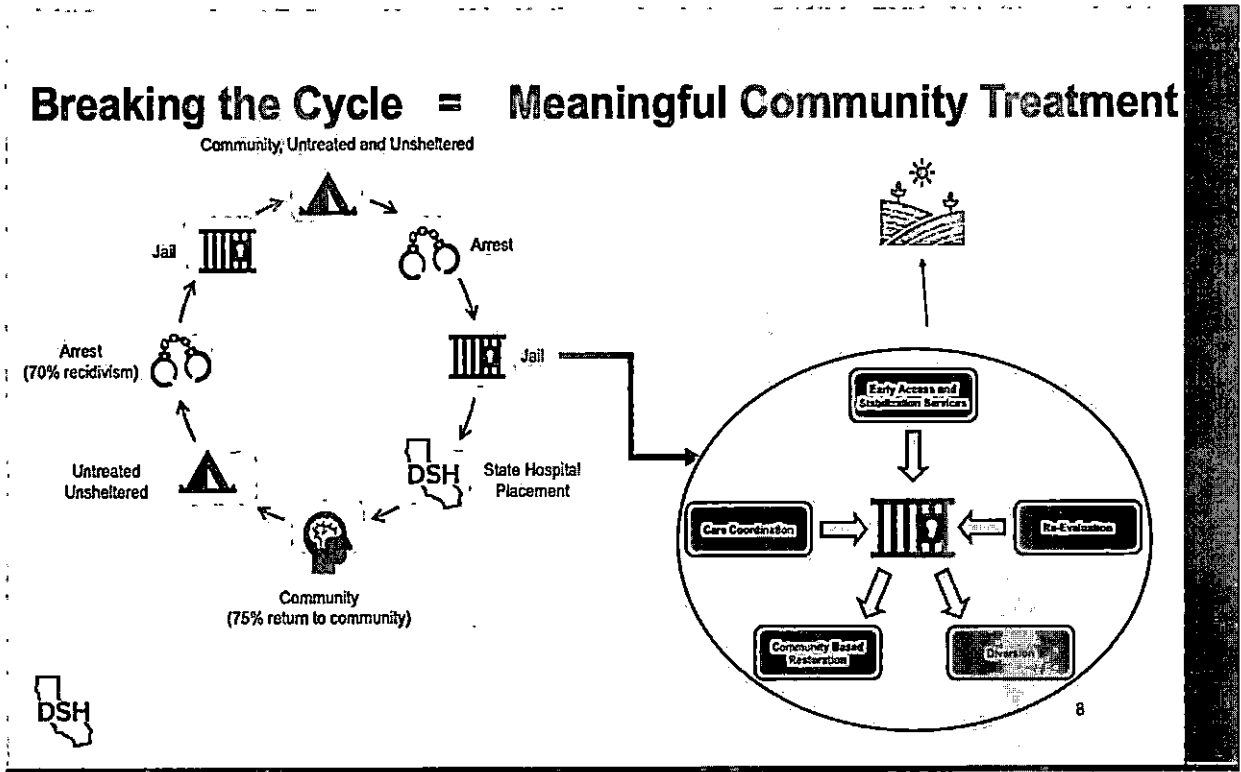 Breaking the Cycle = Meaningful Community Treatment
Community, Untreated and Unsheltered
Jail
Arrest
Arrest
(70% recidivism)
Jail
Untreated
Unsheltered
DSH
State Hospital
Placement
Community
(75% return to community)
Early Access and
Stabilization Services
Care Coordination
Re-Evaluation
Community Based
Restoration
Diversion
DSH
8